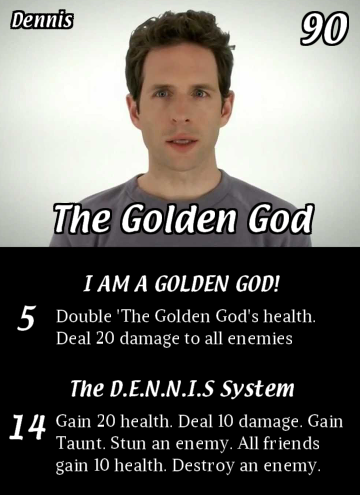 Dennis
90
The Golden God
I AM A GOLDEN GOD!
5
Double 'The Golden God's health.
Deal 20 damage to all enemies
The D.E.N.N.I.S System
14
Gain 20 health. Deal 10 damage. Gain
Taunt. Stun an enemy. All friends
gain 10 health. Destroy an enemy.